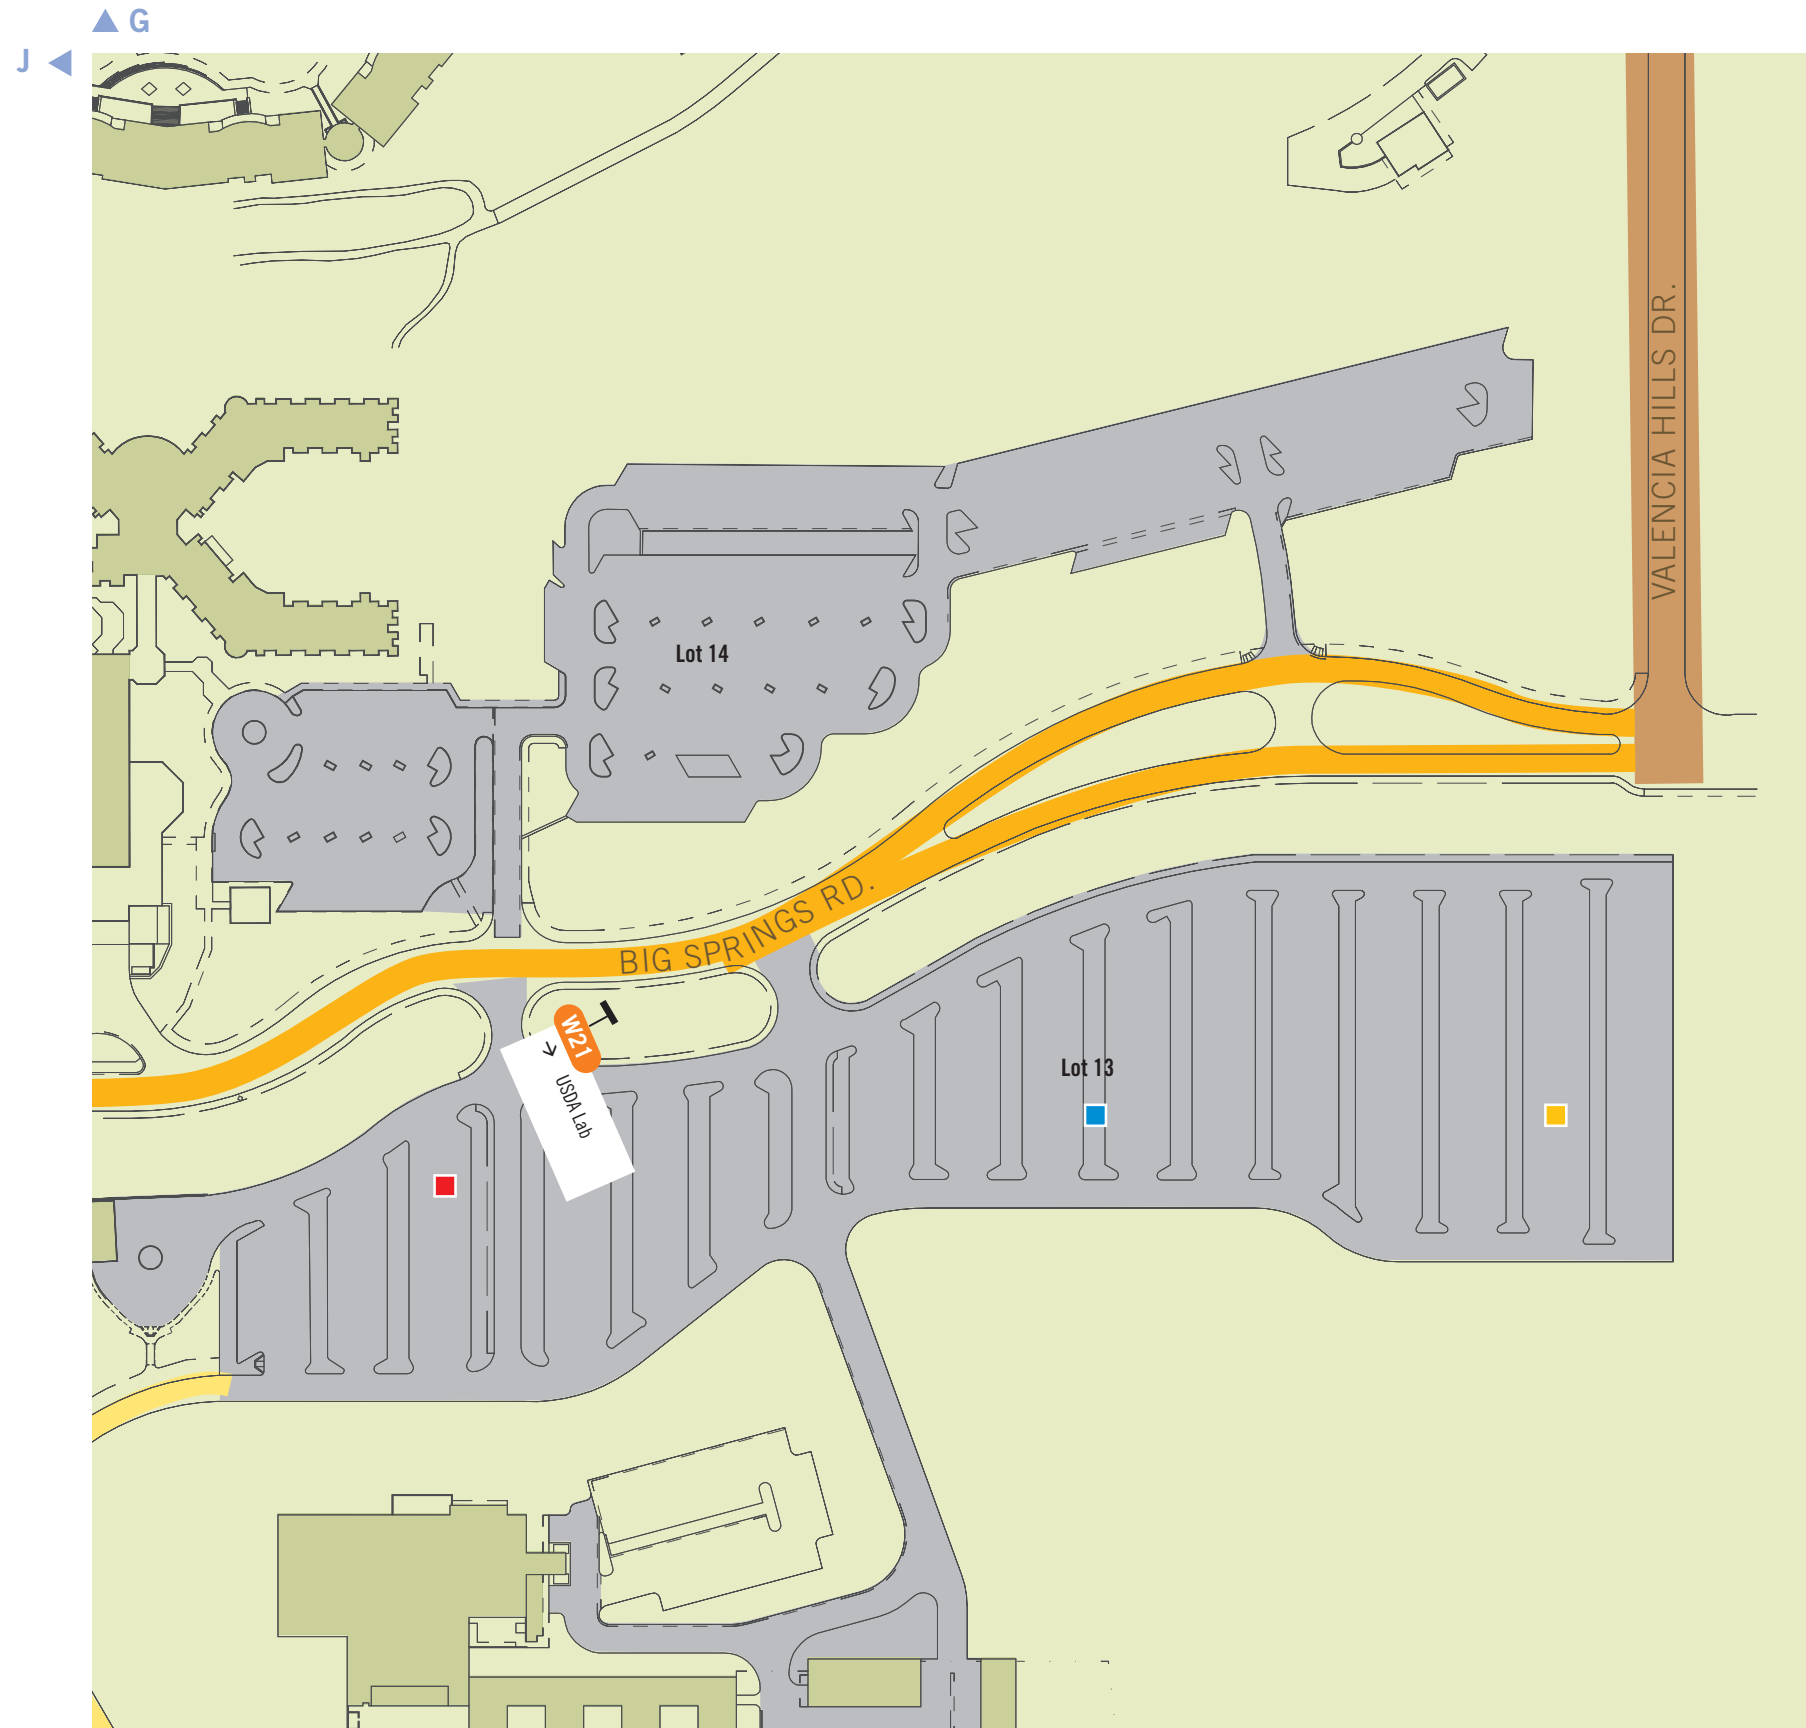 G
J
VALENCIA HILLS DR.
Lot 14
BIG SPRINGS RD.
W21
→ USDA Lab
Lot 13